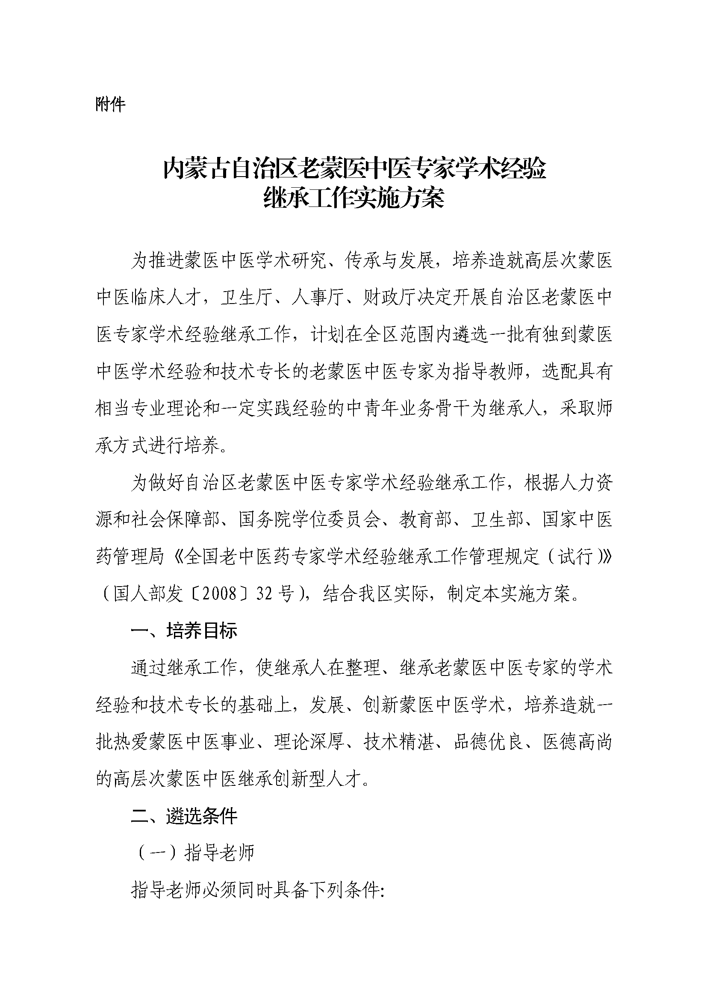 附件
内蒙古自治区老蒙医中医专家学术经验
继承工作实施方案
为推进蒙医中医学术研究、传承与发展，培养造就高层次蒙医
中医临床人才，卫生厅、人事厅、财政厅决定开展自治区老蒙医中
医专家学术经验继承工作，计划在全区范围内遴选一批有独到蒙医
中医学术经验和技术专长的老蒙医中医专家为指导教师，选配具有
相当专业理论和一定实践经验的中青年业务骨干为继承人，采取师
承方式进行培养。
为做好自治区老蒙医中医专家学术经验继承工作，根据人力资
源和社会保障部、国务院学位委员会、教育部、卫生部、国家中医
药管理局《全国老中医药专家学术经验继承工作管理规定（试行）》
（国人部发〔2008〕32 号），结合我区实际，制定本实施方案。
一、培养目标
通过继承工作，使继承人在整理、继承老蒙医中医专家的学术
经验和技术专长的基础上，发展、创新蒙医中医学术，培养造就一
批热爱蒙医中医事业、理论深厚、技术精湛、品德优良、医德高尚
的高层次蒙医中医继承创新型人才。
二、遴选条件
（一）指导老师
指导老师必须同时具备下列条件：